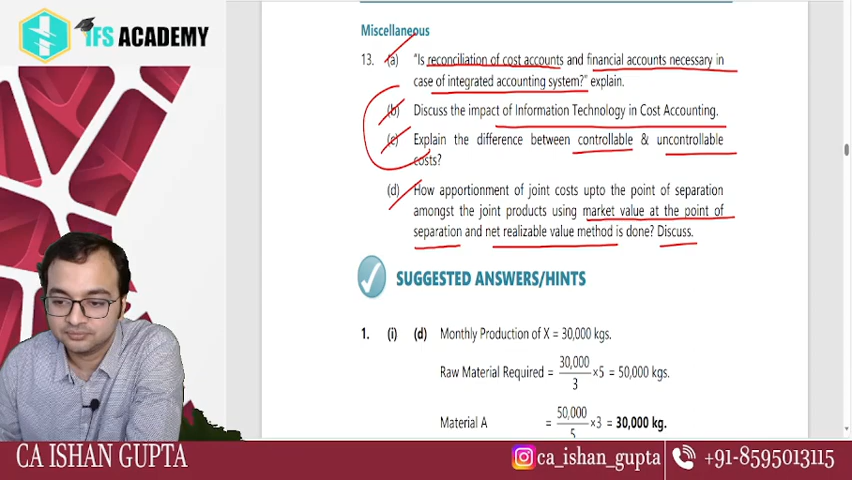 IFS ACADEMY
Miscellaneous
13. (a) "Is reconciliation of cost accounts and financial accounts necessary in
case of integrated accounting system?" explain.
(b) Discuss the impact of Information Technology in Cost Accounting.
(c) Explain the difference between controllable & uncontrollable
costs?
(d) How apportionment of joint costs upto the point of separation
amongst the joint products using market value at the point of
separation and net realizable value method is done? Discuss.
SUGGESTED ANSWERS/HINTS
1. (i) (d) Monthly Production of X = 30,000 kgs.
Raw Material Required = 30,000/3 ×5 = 50,000 kgs.
Material A = 50,000/5 ×3 = 30,000 kg.
CA ISHAN GUPTA
ca_ishan_gupta
+91-8595013115